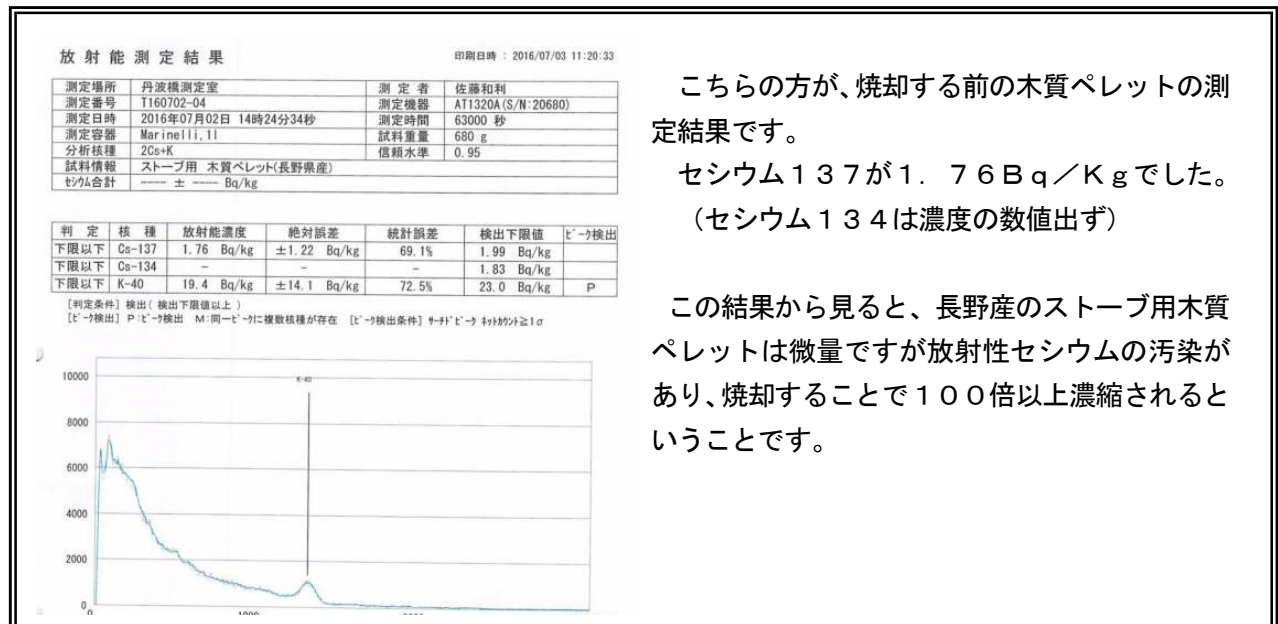 放射能測定結果
印刷日時 : 2016/07/03 11:20:33
測定場所 丹波橋測定室 測定者 佐藤和利
測定番号 T160702-04 測定機器 AT1320A(S/N:20680)
測定日時 2016年07月02日 14時24分34秒 測定時間 63000 秒
測定容器 Marinelli,1l 試料重量 680 g
分析核種 2Cs+K 信頼水準 0.95
試料情報 ストーブ用 木質ペレット(長野県産)
セシウム合計 ---- ± ---- Bq/kg
判定 核種 放射能濃度 絶対誤差 統計誤差 検出下限値 ピーク検出
下限以下 Cs-137 1.76 Bq/kg ±1.22 Bq/kg 69.1% 1.99 Bq/kg
下限以下 Cs-134 - - - 1.83 Bq/kg
下限以下 K-40 19.4 Bq/kg ±14.1 Bq/kg 72.5% 23.0 Bq/kg P
[判定条件] 検出( 検出下限値以上 )
[ピーク検出] P:ピーク検出 M:同一ピークに複数核種が存在 [ピーク検出条件] サーチドピーク ネットカウント≧1σ
K-40
10000
8000
6000
4000
2000
0
0 1000
こちらの方が、焼却する前の木質ペレットの測
定結果です。
セシウム137が1.76Bq/Kgでした。
(セシウム134は濃度の数値出ず)
この結果から見ると、長野産のストーブ用木質
ペレットは微量ですが放射性セシウムの汚染が
あり、焼却することで100倍以上濃縮されると
いうことです。